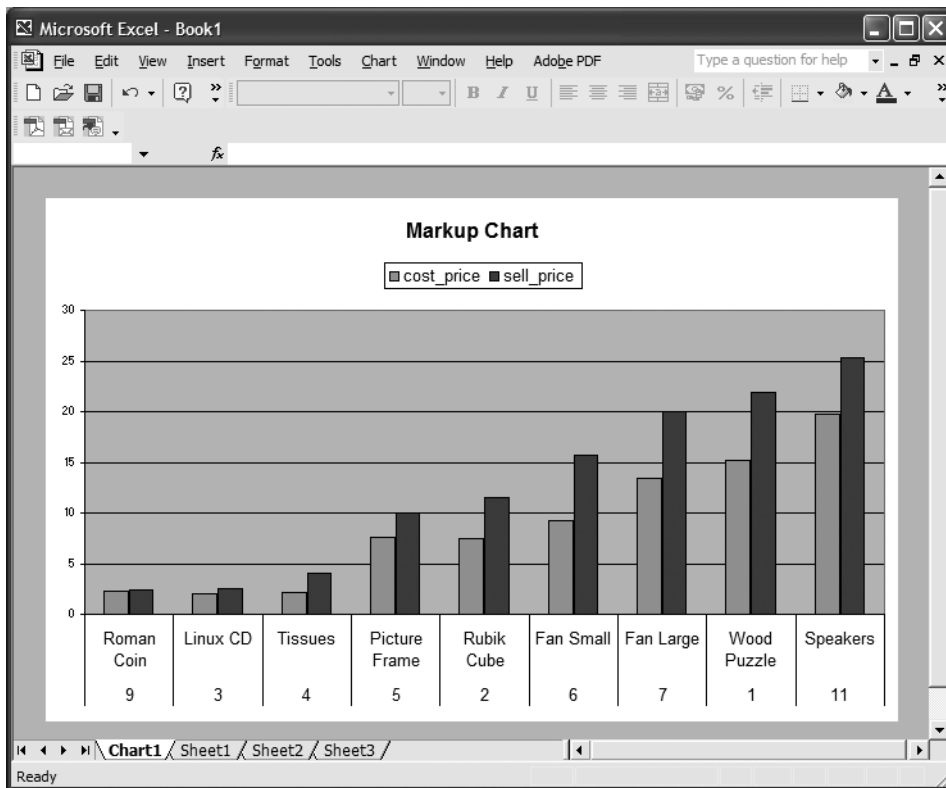 Microsoft Excel - Book1
File Edit View Insert Format Tools Chart Window Help Adobe PDF Type a question for help
B I U % A
fx
Markup Chart
cost_price sell_price
30
25
20
15
10
5
0
Roman Coin Linux CD Tissues Picture Frame Rubik Cube Fan Small Fan Large Wood Puzzle Speakers
9 3 4 5 2 6 7 1 11
Chart1 Sheet1 Sheet2 Sheet3
Ready